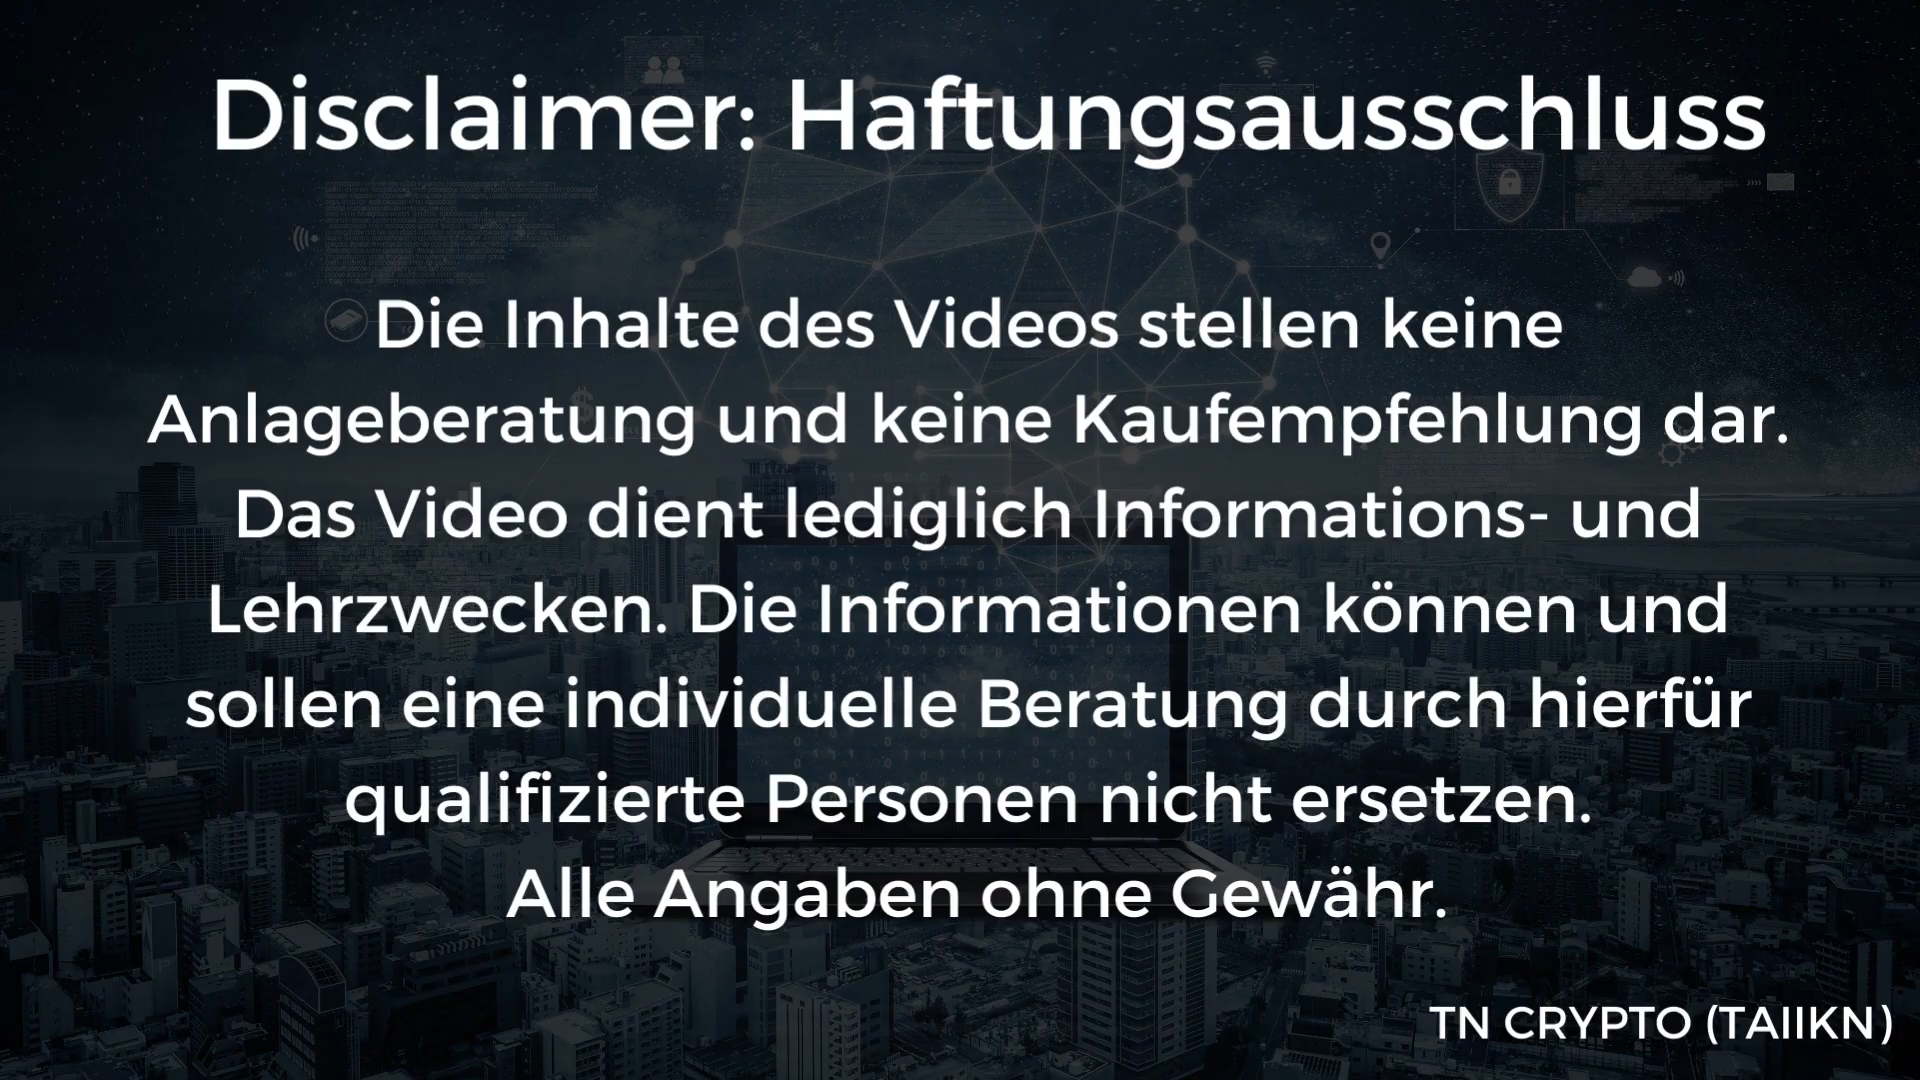 Disclaimer: Haftungsausschluss
Die Inhalte des Videos stellen keine
Anlageberatung und keine Kaufempfehlung dar.
Das Video dient lediglich Informations- und
Lehrzwecken. Die Informationen können und
sollen eine individuelle Beratung durch hierfür
qualifizierte Personen nicht ersetzen.
Alle Angaben ohne Gewähr.
TN CRYPTO (TAIIKN)